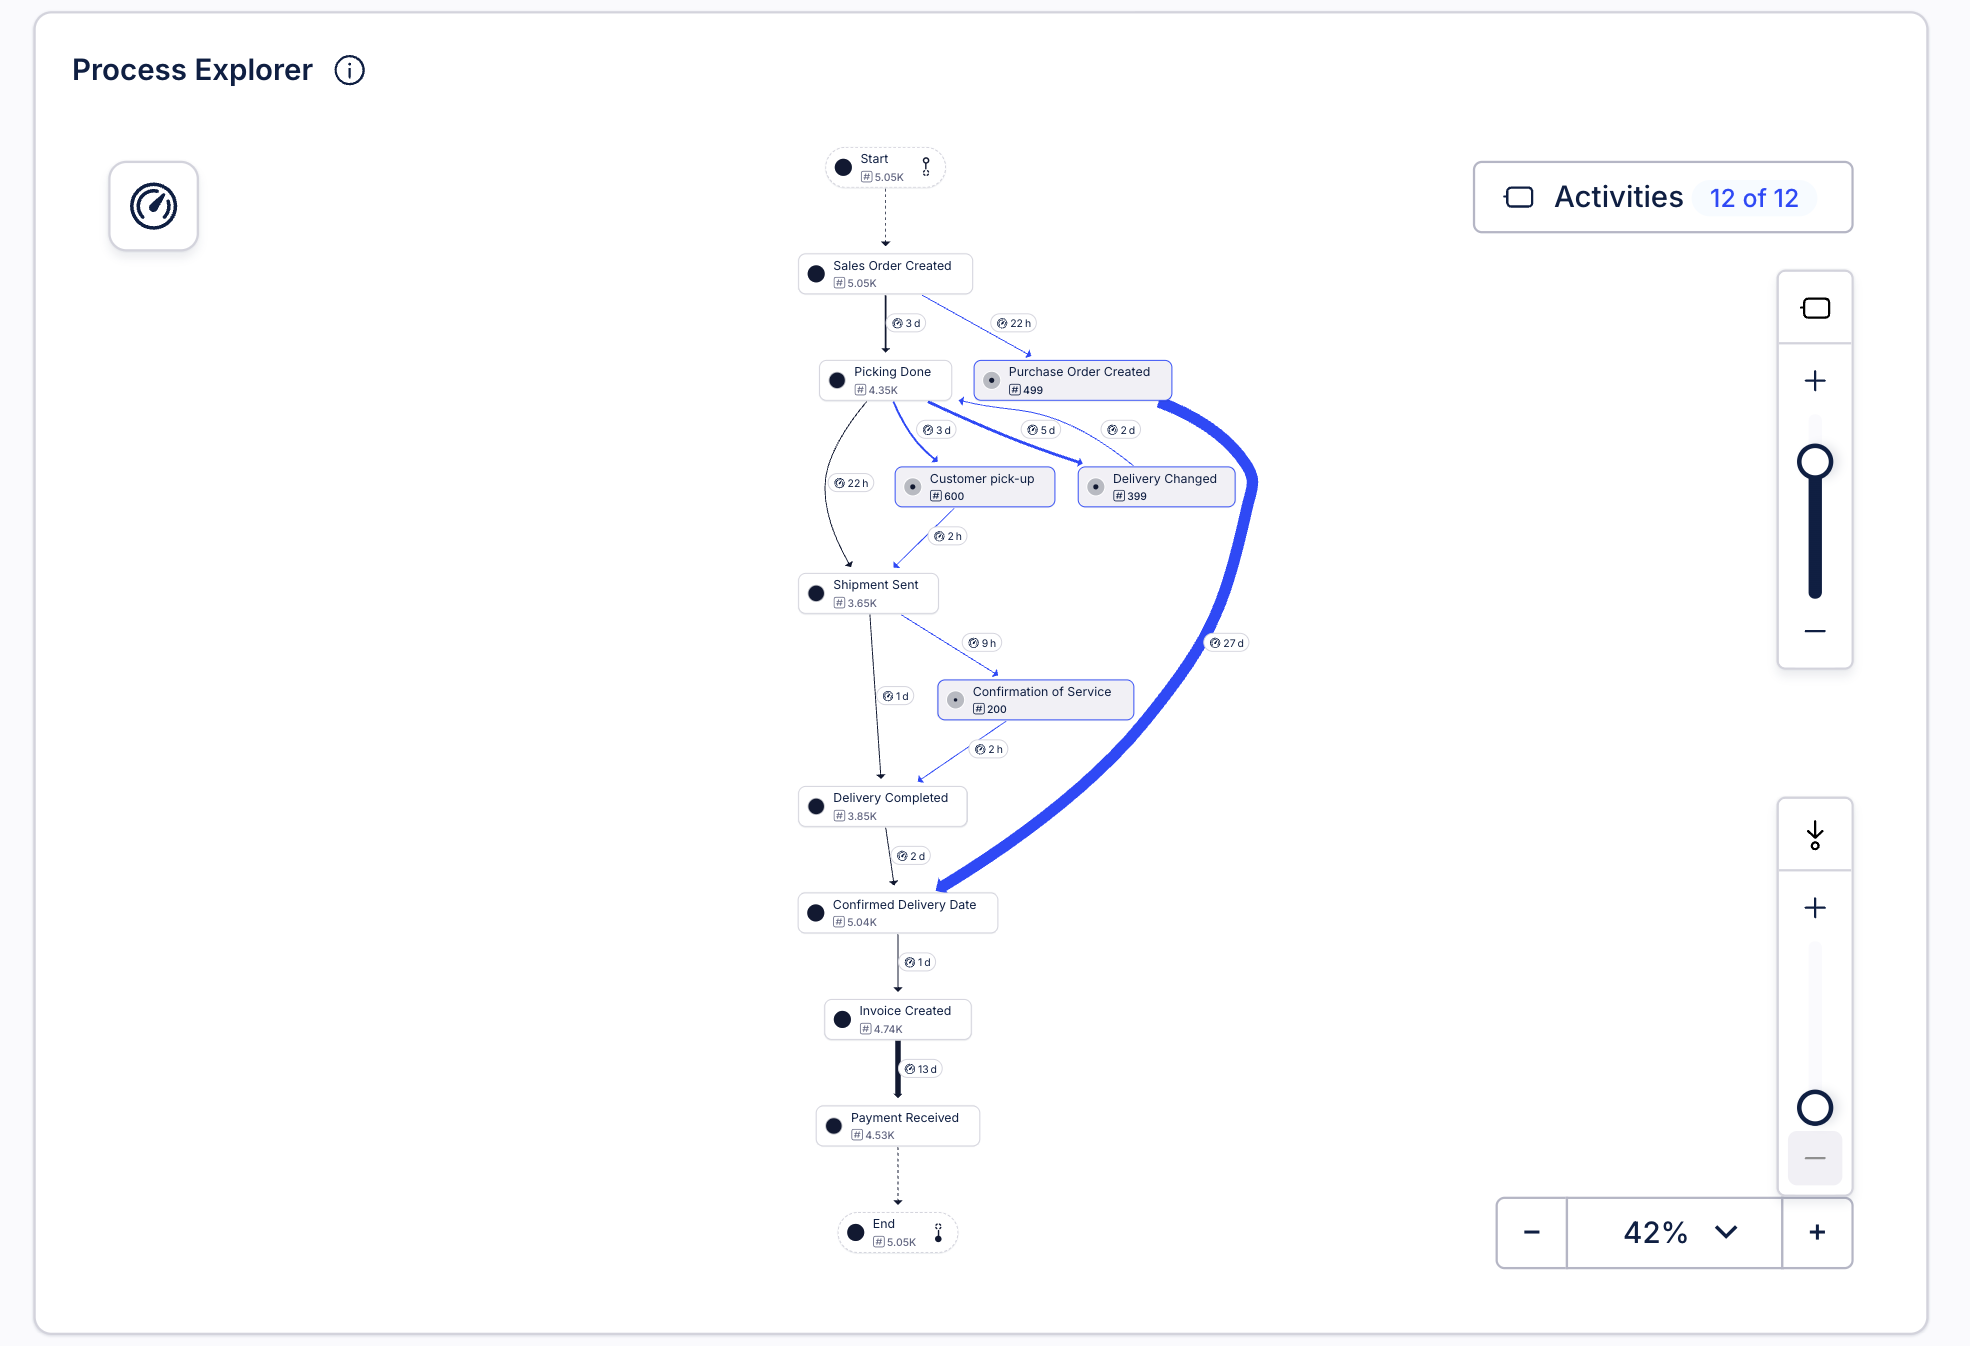 Process Explorer
Start
# 5.05K
Activities 12 of 12
Sales Order Created
# 5.05K
3 d
22 h
Picking Done
# 4.35K
Purchase Order Created
# 499
3 d
5 d
2 d
22 h
Customer pick-up
# 600
Delivery Changed
# 399
2 h
Shipment Sent
# 3.65K
9 h
27 d
1 d
Confirmation of Service
# 200
2 h
Delivery Completed
# 3.85K
2 d
Confirmed Delivery Date
# 5.04K
1 d
Invoice Created
# 4.74K
13 d
Payment Received
# 4.53K
End
# 5.05K
42%